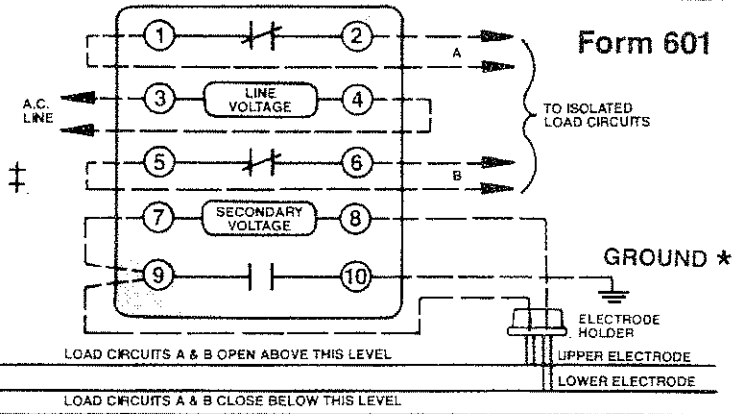 1 2
Form 601
A
3 LINE VOLTAGE 4
A.C.
LINE
TO ISOLATED
LOAD CIRCUITS
5 6
‡
B
7 SECONDARY VOLTAGE 8
GROUND *
9 10
ELECTRODE
HOLDER
LOAD CIRCUITS A & B OPEN ABOVE THIS LEVEL
UPPER ELECTRODE
LOWER ELECTRODE
LOAD CIRCUITS A & B CLOSE BELOW THIS LEVEL